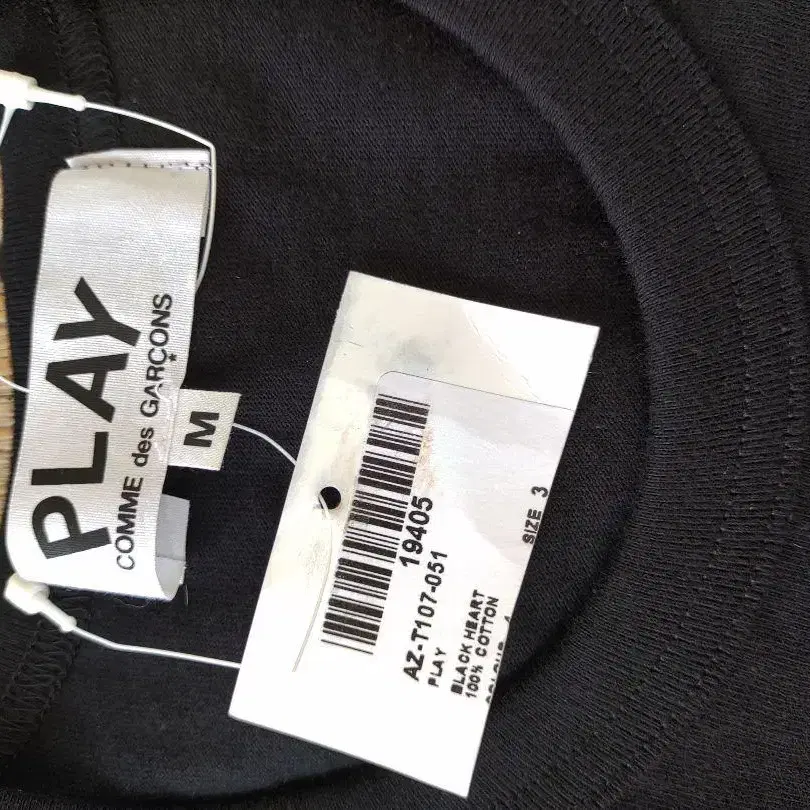 PLAY
COMME des GARÇONS
M
19405
AZ-T107-051
PLAY
BLACK HEART
100% COTTON
SIZE 3